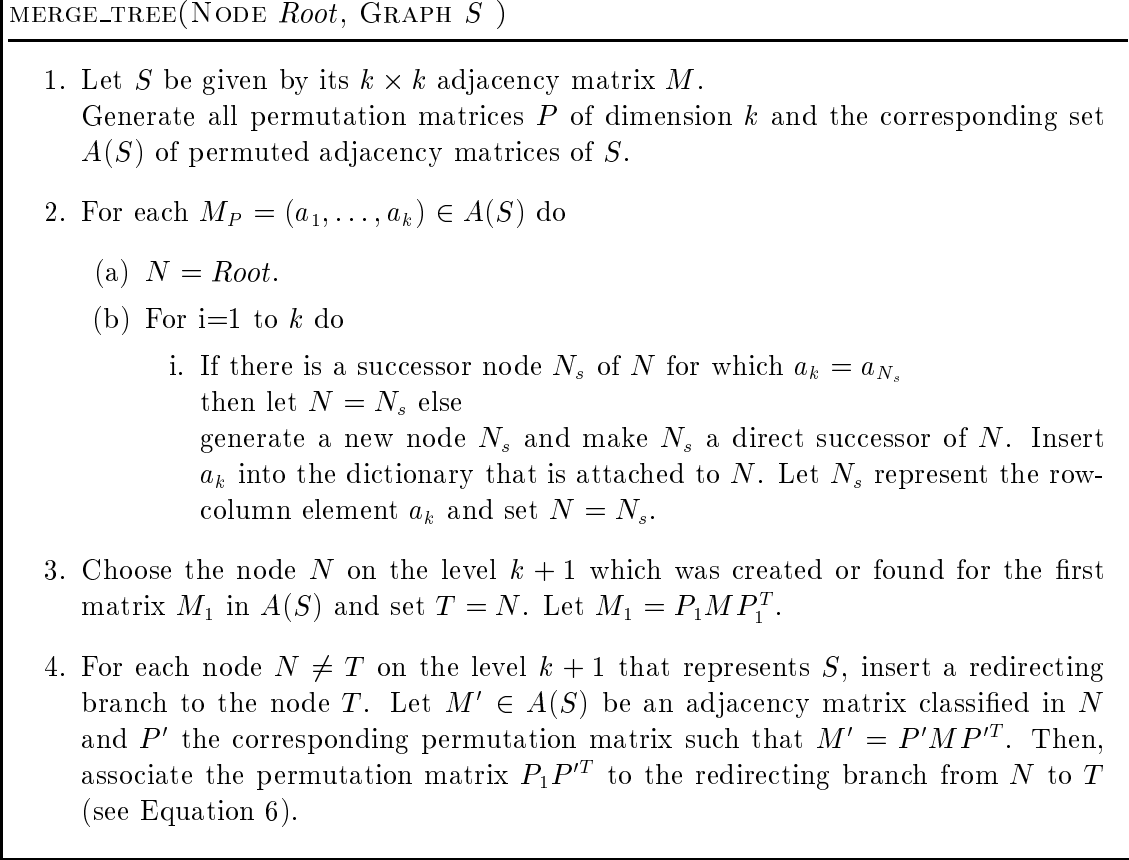 MERGE_TREE(NODE Root, GRAPH S )
1. Let S be given by its k × k adjacency matrix M.
Generate all permutation matrices P of dimension k and the corresponding set
A(S) of permuted adjacency matrices of S.
2. For each M_P = (a_1, . . . , a_k) ∈ A(S) do
(a) N = Root.
(b) For i=1 to k do
i. If there is a successor node N_s of N for which a_k = a_{N_s}
then let N = N_s else
generate a new node N_s and make N_s a direct successor of N. Insert
a_k into the dictionary that is attached to N. Let N_s represent the row-
column element a_k and set N = N_s.
3. Choose the node N on the level k + 1 which was created or found for the first
matrix M_1 in A(S) and set T = N. Let M_1 = P_1MP_1^T.
4. For each node N ≠ T on the level k + 1 that represents S, insert a redirecting
branch to the node T. Let M′ ∈ A(S) be an adjacency matrix classified in N
and P′ the corresponding permutation matrix such that M′ = P′MP′^T. Then,
associate the permutation matrix P_1P′^T to the redirecting branch from N to T
(see Equation 6).